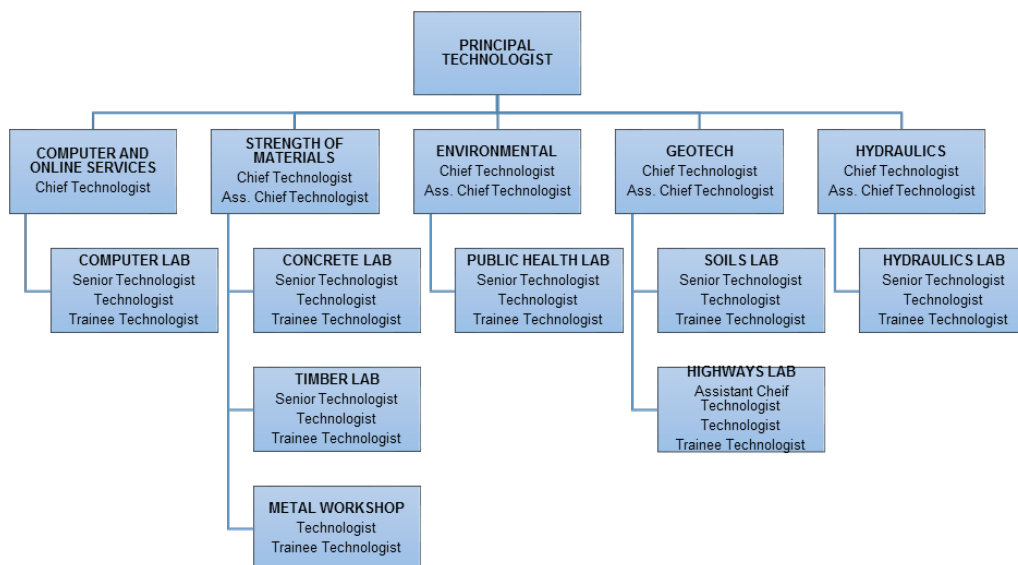 PRINCIPAL
TECHNOLOGIST
COMPUTER AND
ONLINE SERVICES
Chief Technologist
STRENGTH OF
MATERIALS
Chief Technologist
Ass. Chief Technologist
ENVIRONMENTAL
Chief Technologist
Ass. Chief Technologist
GEOTECH
Chief Technologist
Ass. Chief Technologist
HYDRAULICS
Chief Technologist
Ass. Chief Technologist
COMPUTER LAB
Senior Technologist
Technologist
Trainee Technologist
CONCRETE LAB
Senior Technologist
Technologist
Trainee Technologist
PUBLIC HEALTH LAB
Senior Technologist
Technologist
Trainee Technologist
SOILS LAB
Senior Technologist
Technologist
Trainee Technologist
HYDRAULICS LAB
Senior Technologist
Technologist
Trainee Technologist
TIMBER LAB
Senior Technologist
Technologist
Trainee Technologist
HIGHWAYS LAB
Assistant Cheif
Technologist
Technologist
Trainee Technologist
METAL WORKSHOP
Technologist
Trainee Technologist